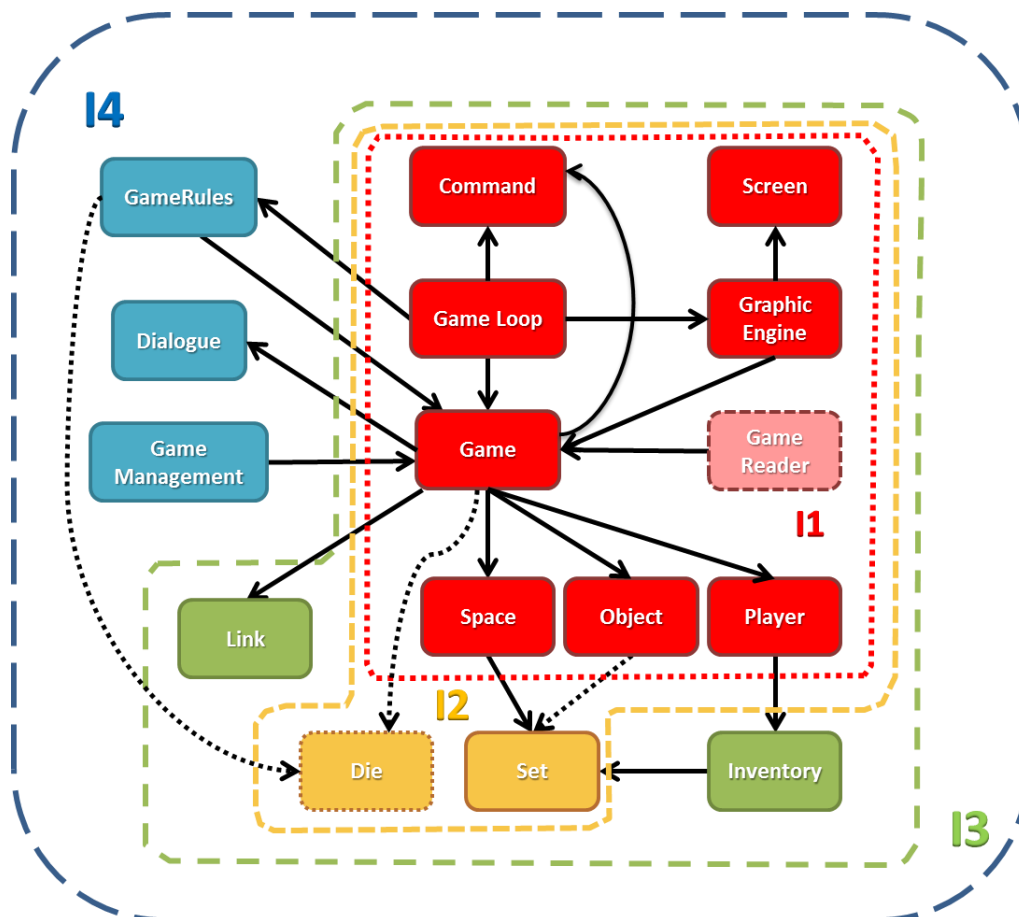 I4
GameRules
Command
Screen
Dialogue
Game Loop
Graphic
Engine
Game
Management
Game
Game
Reader
I1
Link
Space
Object
Player
I2
Die
Set
Inventory
I3